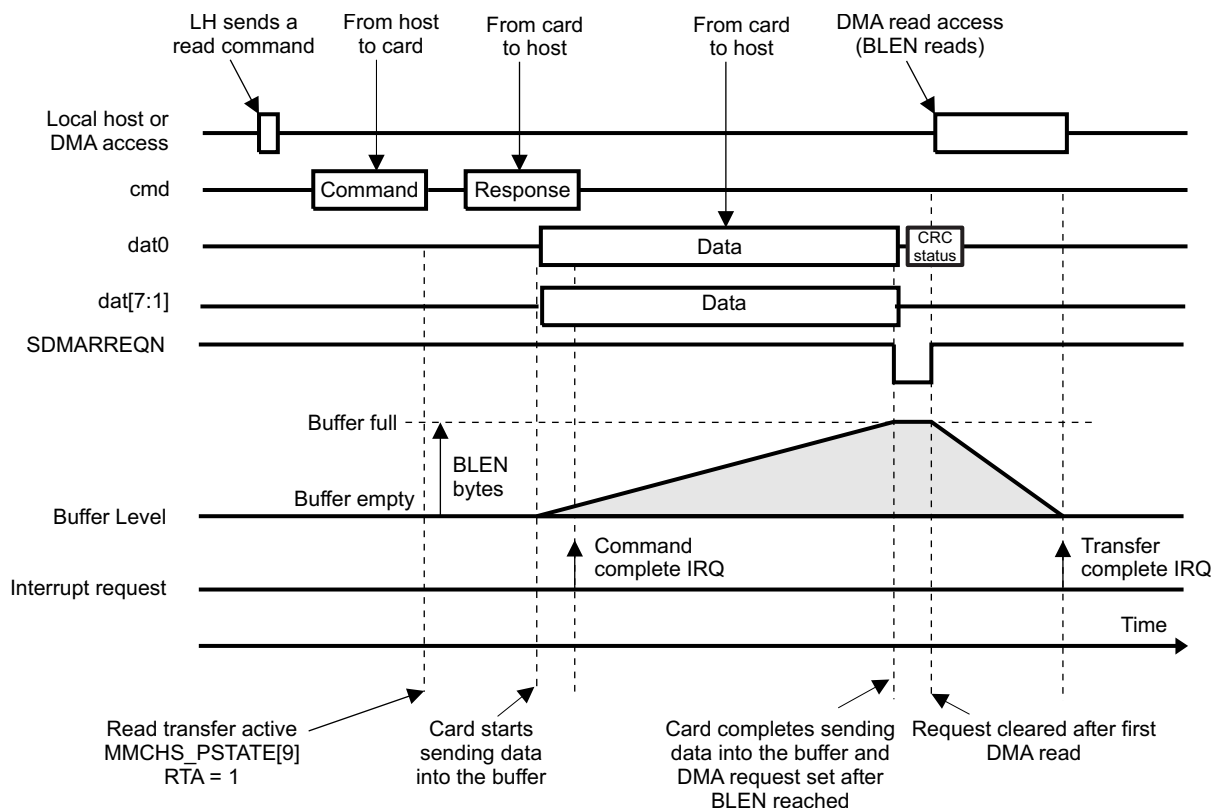 LH sends a
read command
From host
to card
From card
to host
From card
to host
DMA read access
(BLEN reads)
Local host or
DMA access
cmd
Command
Response
dat0
Data
CRC
status
dat[7:1]
Data
SDMARREQN
Buffer full
BLEN
bytes
Buffer empty
Buffer Level
Command
complete IRQ
Transfer
complete IRQ
Interrupt request
Time
Read transfer active
MMCHS_PSTATE[9]
RTA = 1
Card starts
sending data
into the buffer
Card completes sending
data into the buffer and
DMA request set after
BLEN reached
Request cleared after first
DMA read